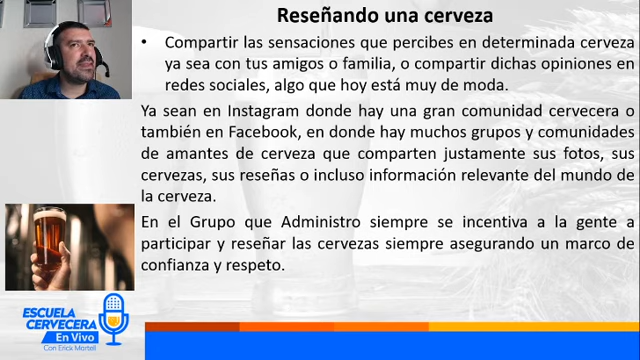 Reseñando una cerveza
• Compartir las sensaciones que percibes en determinada cerveza
ya sea con tus amigos o familia, o compartir dichas opiniones en
redes sociales, algo que hoy está muy de moda.
Ya sean en Instagram donde hay una gran comunidad cervecera o
también en Facebook, en donde hay muchos grupos y comunidades
de amantes de cerveza que comparten justamente sus fotos, sus
cervezas, sus reseñas o incluso información relevante del mundo de
la cerveza.
En el Grupo que Administro siempre se incentiva a la gente a
participar y reseñar las cervezas siempre asegurando un marco de
confianza y respeto.
ESCUELA
CERVECERA
En Vivo
Con Erick Martell